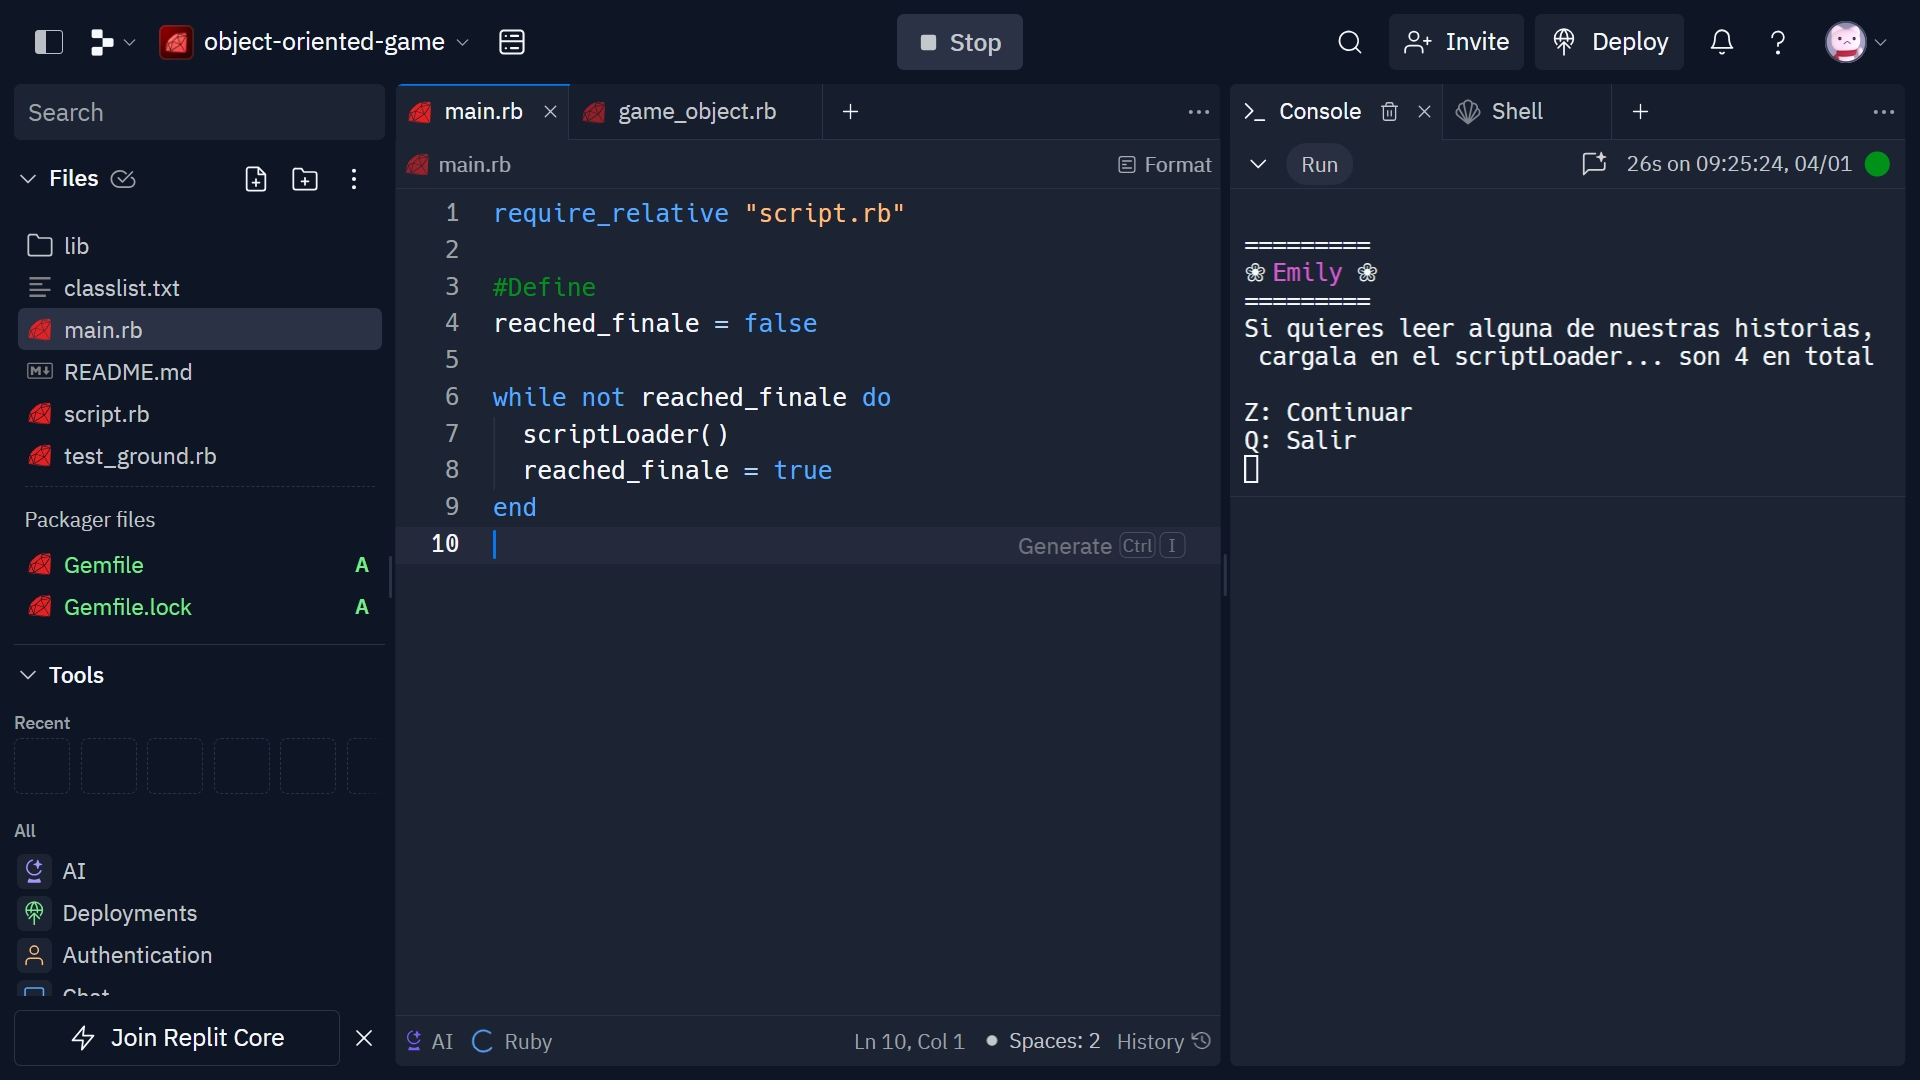 object-oriented-game
Stop
Invite
Deploy
Search
Files
lib
classlist.txt
main.rb
README.md
script.rb
test_ground.rb
Packager files
Gemfile A
Gemfile.lock A
Tools
Recent
All
AI
Deployments
Authentication
Chat
Join Replit Core
main.rb
game_object.rb
main.rb
Format
1 require_relative "script.rb"
2
3 #Define
4 reached_finale = false
5
6 while not reached_finale do
7 scriptLoader()
8 reached_finale = true
9 end
10
Generate Ctrl I
AI Ruby Ln 10, Col 1 Spaces: 2 History
Console
Shell
Run
26s on 09:25:24, 04/01
=========
❀ Emily ❀
=========
Si quieres leer alguna de nuestras historias,
cargala en el scriptLoader... son 4 en total
Z: Continuar
Q: Salir